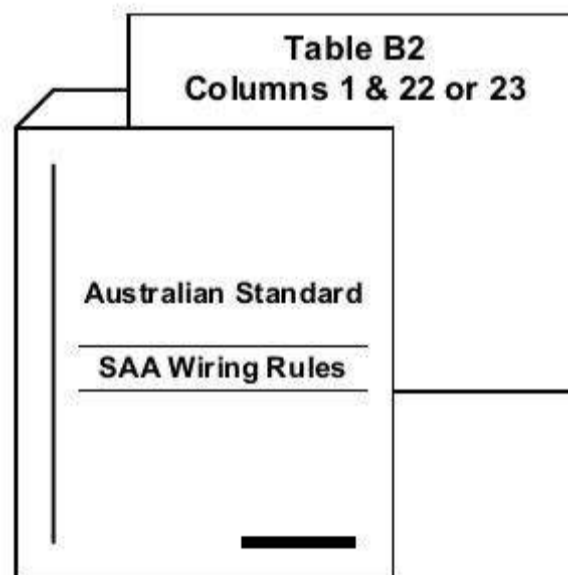 Table B2
Columns 1 & 22 or 23
Australian Standard
SAA Wiring Rules